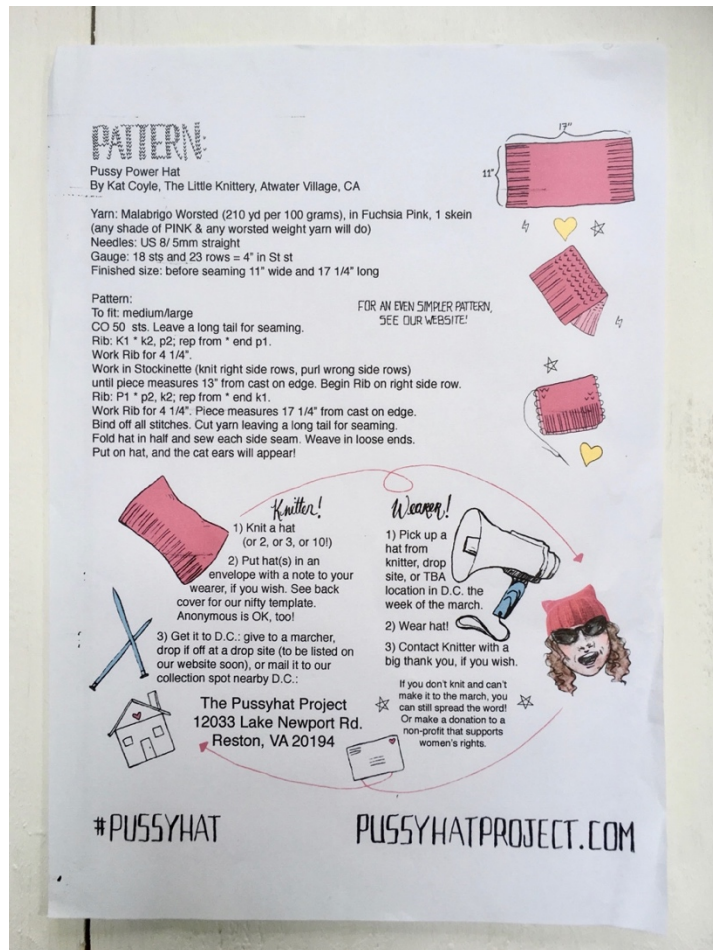 PATTERN:
Pussy Power Hat
By Kat Coyle, The Little Knittery, Atwater Village, CA
Yarn: Malabrigo Worsted (210 yd per 100 grams), in Fuchsia Pink, 1 skein
(any shade of PINK & any worsted weight yarn will do)
Needles: US 8/ 5mm straight
Gauge: 18 sts and 23 rows = 4" in St st
Finished size: before seaming 11" wide and 17 1/4" long
17"
11"
Pattern:
To fit: medium/large
CO 50 sts. Leave a long tail for seaming.
Rib: K1 * k2, p2; rep from * end p1.
Work Rib for 4 1/4".
Work in Stockinette (knit right side rows, purl wrong side rows)
until piece measures 13" from cast on edge. Begin Rib on right side row.
Rib: P1 * p2, k2; rep from * end k1.
Work Rib for 4 1/4". Piece measures 17 1/4" from cast on edge.
Bind off all stitches. Cut yarn leaving a long tail for seaming.
Fold hat in half and sew each side seam. Weave in loose ends.
Put on hat, and the cat ears will appear!
FOR AN EVEN SIMPLER PATTERN,
SEE OUR WEBSITE!
Knitter!
1) Knit a hat
(or 2, or 3, or 10!)
2) Put hat(s) in an
envelope with a note to your
wearer, if you wish. See back
cover for our nifty template.
Anonymous is OK, too!
3) Get it to D.C.: give to a marcher,
drop if off at a drop site (to be listed on
our website soon), or mail it to our
collection spot nearby D.C.:
The Pussyhat Project
12033 Lake Newport Rd.
Reston, VA 20194
Wearer!
1) Pick up a
hat from
knitter, drop
site, or TBA
location in D.C. the
week of the march.
2) Wear hat!
3) Contact Knitter with a
big thank you, if you wish.
If you don't knit and can't
make it to the march, you
can still spread the word!
Or make a donation to a
non-profit that supports
women's rights.
#PUSSYHAT
PUSSYHATPROJECT.COM